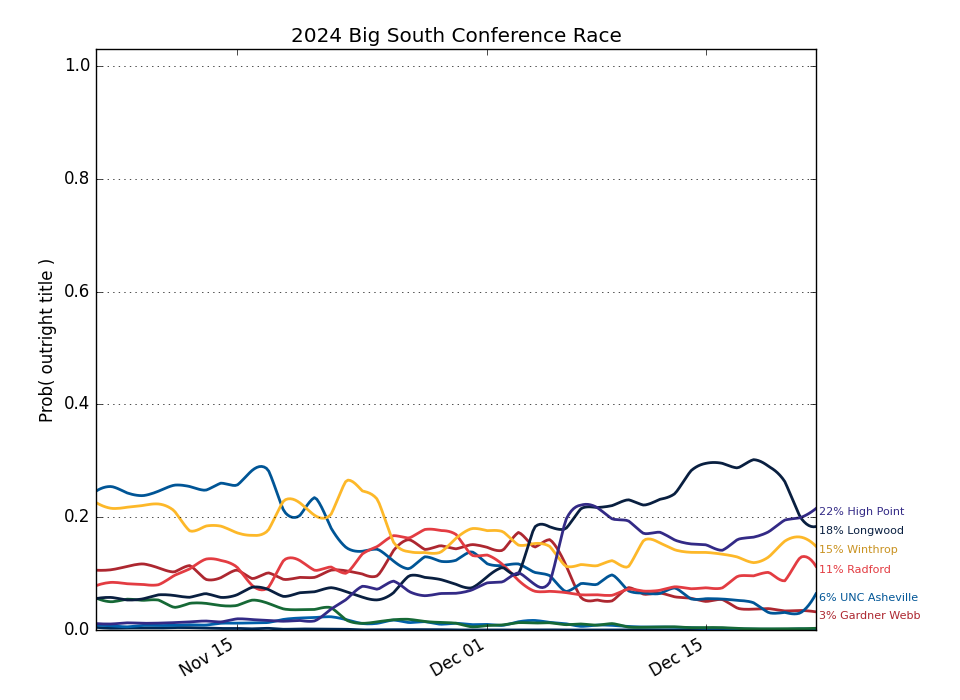 2024 Big South Conference Race
Prob( outright title )
1.0
0.8
0.6
0.4
0.2
0.0
Nov 15
Dec 01
Dec 15
22% High Point
18% Longwood
15% Winthrop
11% Radford
6% UNC Asheville
3% Gardner Webb